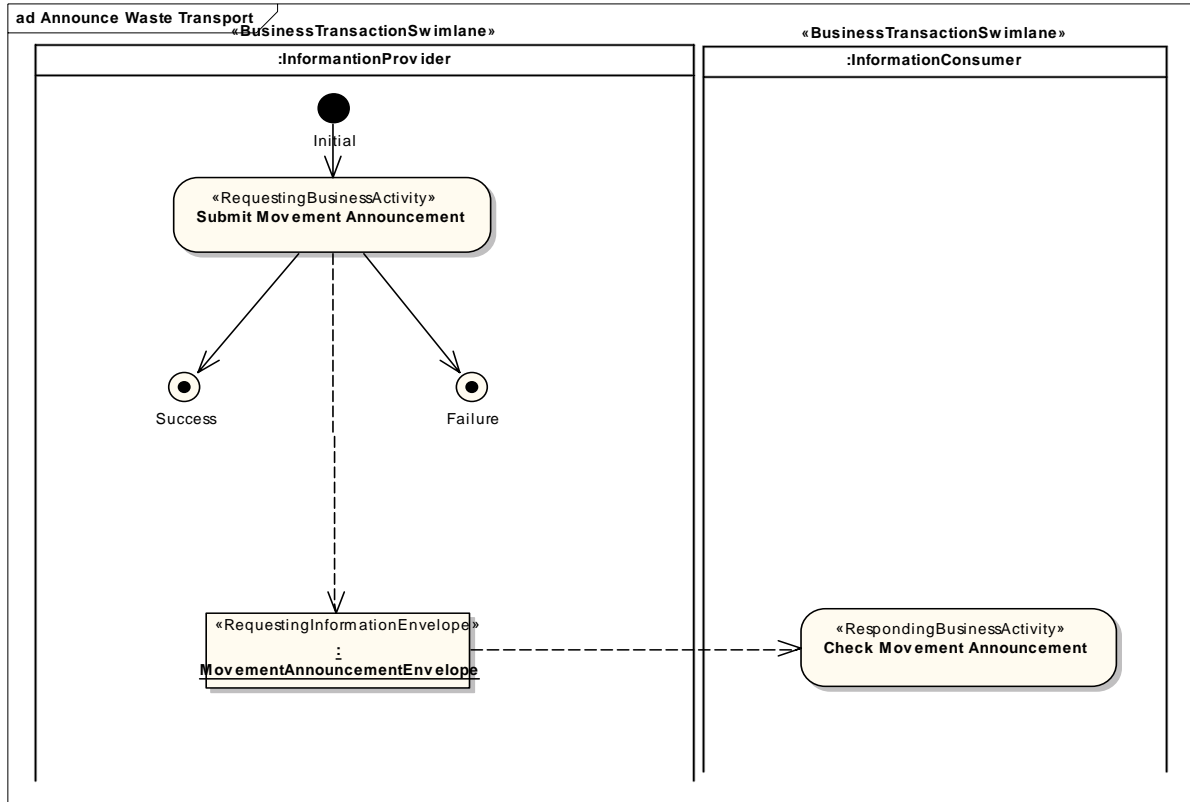 ad Announce Waste Transport
«BusinessTransactionSwimlane»
«BusinessTransactionSwimlane»
:InformantionProvider
:InformationConsumer
Initial
«RequestingBusinessActivity»
Submit Movement Announcement
Success
Failure
«RequestingInformationEnvelope»
:
MovementAnnouncementEnvelope
«RespondingBusinessActivity»
Check Movement Announcement